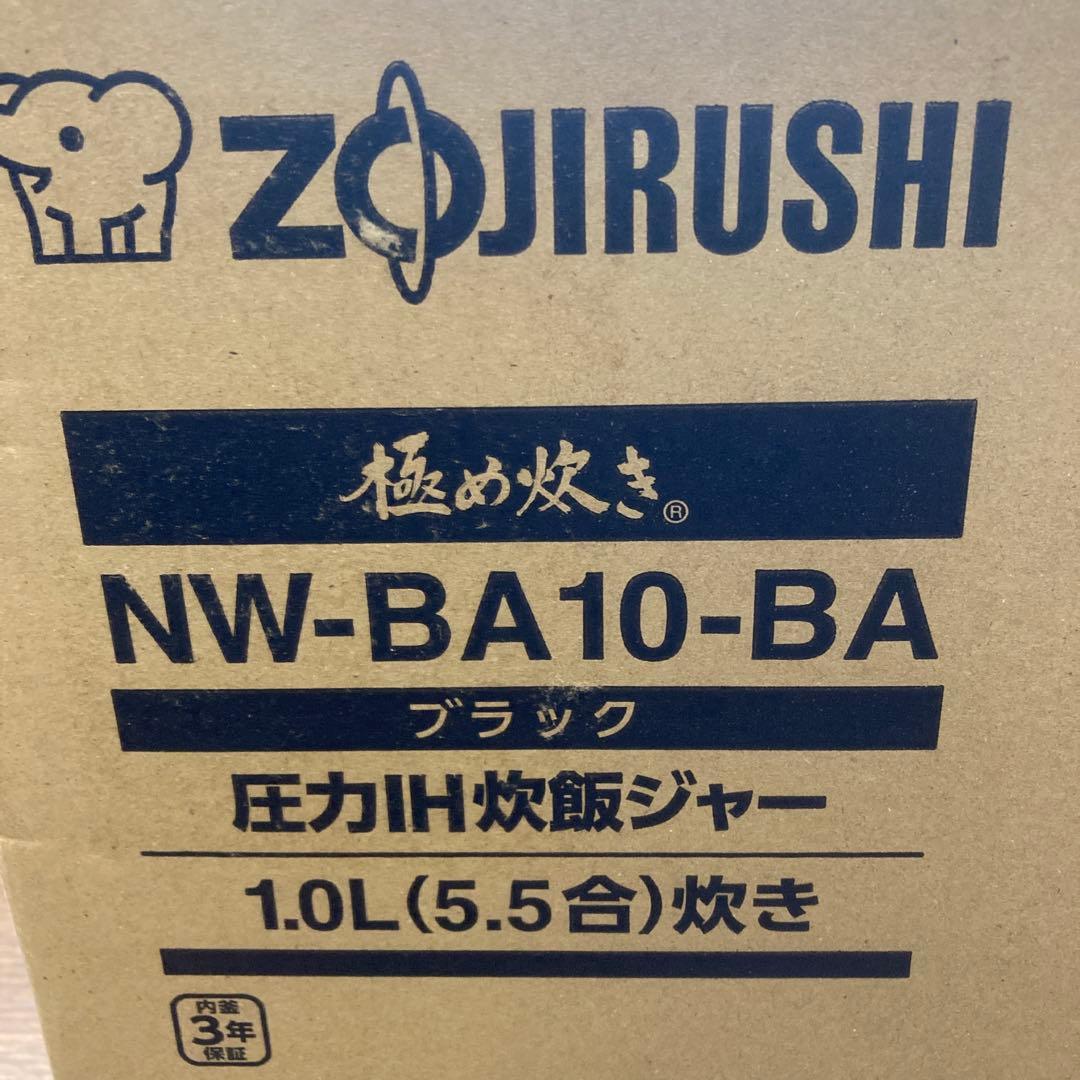 ZOJIRUSHI
極め炊き®
NW-BA10-BA
ブラック
圧力IH炊飯ジャー
1.0L(5.5合)炊き
内釜
3年
保証